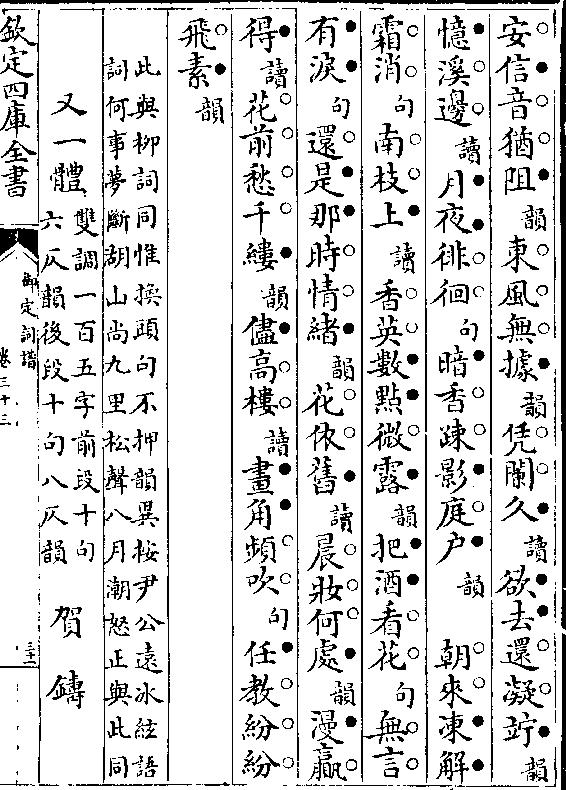 安信音猶阻韻東風無據韻凭闌久讀欲去還凝竚韻
憶溪邊讀月夜徘徊句暗香疎影庭户韻 朝來凍解
霜消句南枝上讀香英數點微露韻把酒看花句無言
有淚句還是那時情緒韻花依舊讀晨妝何處韻漫贏
得讀花前愁千縷韻儘高樓讀畫角頻吹句任教紛紛
飛素韻
此與栁詞同惟換頭句不押韻異按尹公遠冰絃語
詞何事夢斷湖山尚九里松聲八月潮怒正與此同
又一體雙調一百五字前段十句
六仄韻後段十句八仄韻 賀鑄
欽定四庫全書
御定詞譜
卷三十三